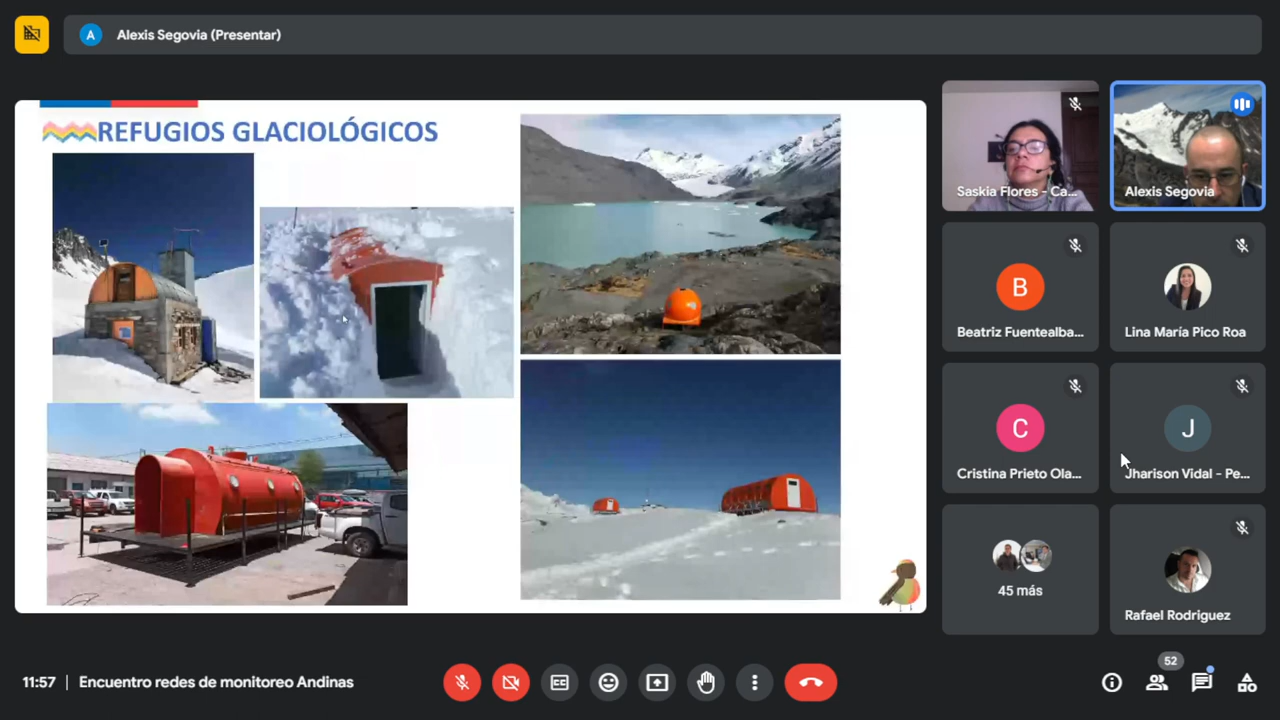 A
Alexis Segovia (Presentar)
REFUGIOS GLACIOLÓGICOS
Saskia Flores - Ca...
Alexis Segovia
B
Beatriz Fuentealba...
Lina María Pico Roa
C
Cristina Prieto Ola...
J
Jharison Vidal - Pe...
45 más
Rafael Rodriguez
11:57 | Encuentro redes de monitoreo Andinas
52